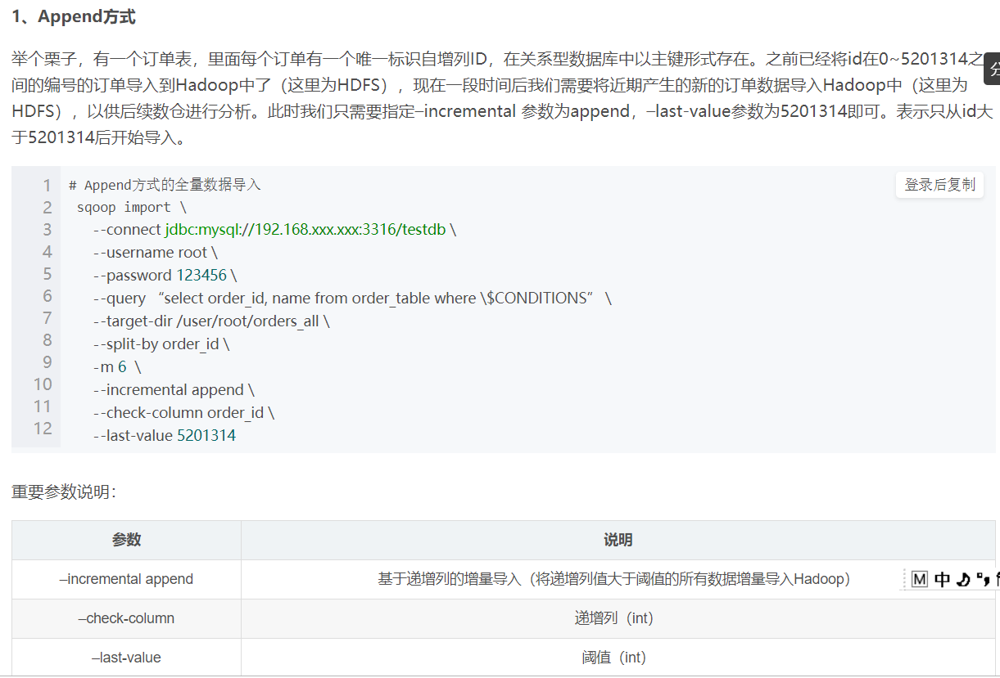 1、Append方式
举个栗子，有一个订单表，里面每个订单有一个唯一标识自增列ID，在关系型数据库中以主键形式存在。之前已经将id在0~5201314之
间的编号的订单导入到Hadoop中了（这里为HDFS），现在一段时间后我们需要将近期产生的新的订单数据导入Hadoop中（这里为
HDFS），以供后续数仓进行分析。此时我们只需要指定–incremental 参数为append，–last-value参数为5201314即可。表示只从id大
于5201314后开始导入。
登录后复制
1 # Append方式的全量数据导入
2 sqoop import \
3 --connect jdbc:mysql://192.168.xxx.xxx:3316/testdb \
4 --username root \
5 --password 123456 \
6 --query “select order_id, name from order_table where \$CONDITIONS” \
7 --target-dir /user/root/orders_all \
8 --split-by order_id \
9 -m 6 \
10 --incremental append \
11 --check-column order_id \
12 --last-value 5201314
重要参数说明：
参数 说明
–incremental append 基于递增列的增量导入（将递增列值大于阈值的所有数据增量导入Hadoop）
–check-column 递增列（int）
–last-value 阈值（int）
M 中